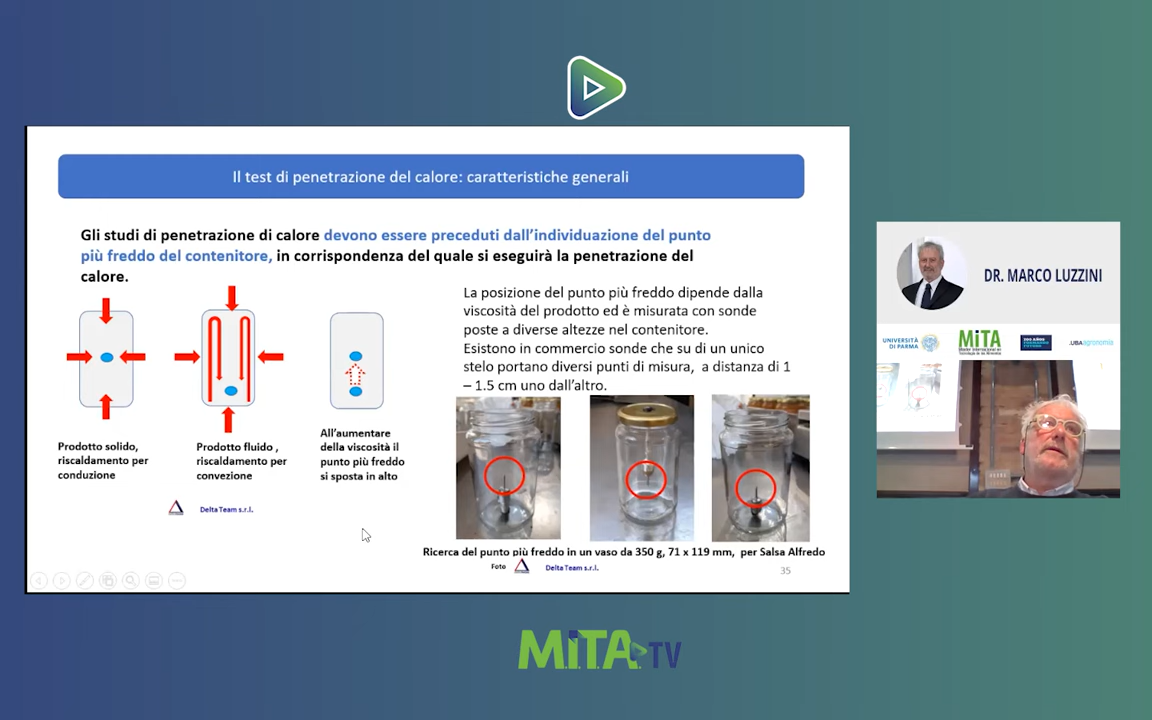 Il test di penetrazione del calore: caratteristiche generali
Gli studi di penetrazione di calore devono essere preceduti dall'individuazione del punto
più freddo del contenitore, in corrispondenza del quale si eseguirà la penetrazione del
calore.
La posizione del punto più freddo dipende dalla
viscosità del prodotto ed è misurata con sonde
poste a diverse altezze nel contenitore.
Esistono in commercio sonde che su di un unico
stelo portano diversi punti di misura, a distanza di 1
– 1.5 cm uno dall'altro.
Prodotto solido,
riscaldamento per
conduzione
Prodotto fluido ,
riscaldamento per
convezione
All'aumentare
della viscosità il
punto più freddo
si sposta in alto
Delta Team s.r.l.
Ricerca del punto più freddo in un vaso da 350 g, 71 x 119 mm, per Salsa Alfredo
Foto
Delta Team s.r.l.
35
DR. MARCO LUZZINI
UNIVERSITÀ
DI PARMA
MiTA
.UBAagronomia
M.I.T.A. TV